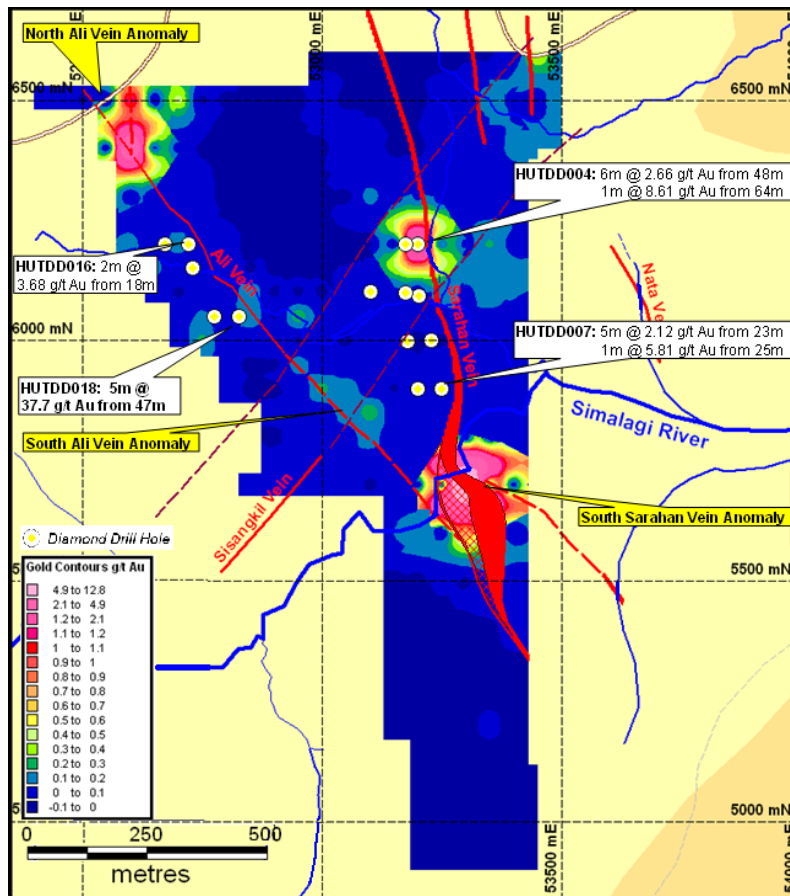 53000 mE
53500 mE
North Ali Vein Anomaly
6500 mN
6500 mN
HUTDD004: 6m @ 2.66 g/t Au from 48m
1m @ 8.61 g/t Au from 64m
HUTDD016: 2m @
3.68 g/t Au from 18m
Ali Vein
Sarahan Vein
Nata Ve
6000 mN
6000 mN
HUTDD007: 5m @ 2.12 g/t Au from 23m
1m @ 5.81 g/t Au from 25m
HUTDD018: 5m @
37.7 g/t Au from 47m
Simalagi River
South Ali Vein Anomaly
Sisangkil Vein
South Sarahan Vein Anomaly
Diamond Drill Hole
5500 mN
Gold Contours g/t Au
4.9 to 12.8
2.1 to 4.9
1.2 to 2.1
1.1 to 1.2
1 to 1.1
0.9 to 1
0.8 to 0.9
0.7 to 0.8
0.6 to 0.7
0.5 to 0.6
0.4 to 0.5
0.3 to 0.4
0.2 to 0.3
0.1 to 0.2
0 to 0.1
-0.1 to 0
5000 mN
0 250 500
metres
53500 mE